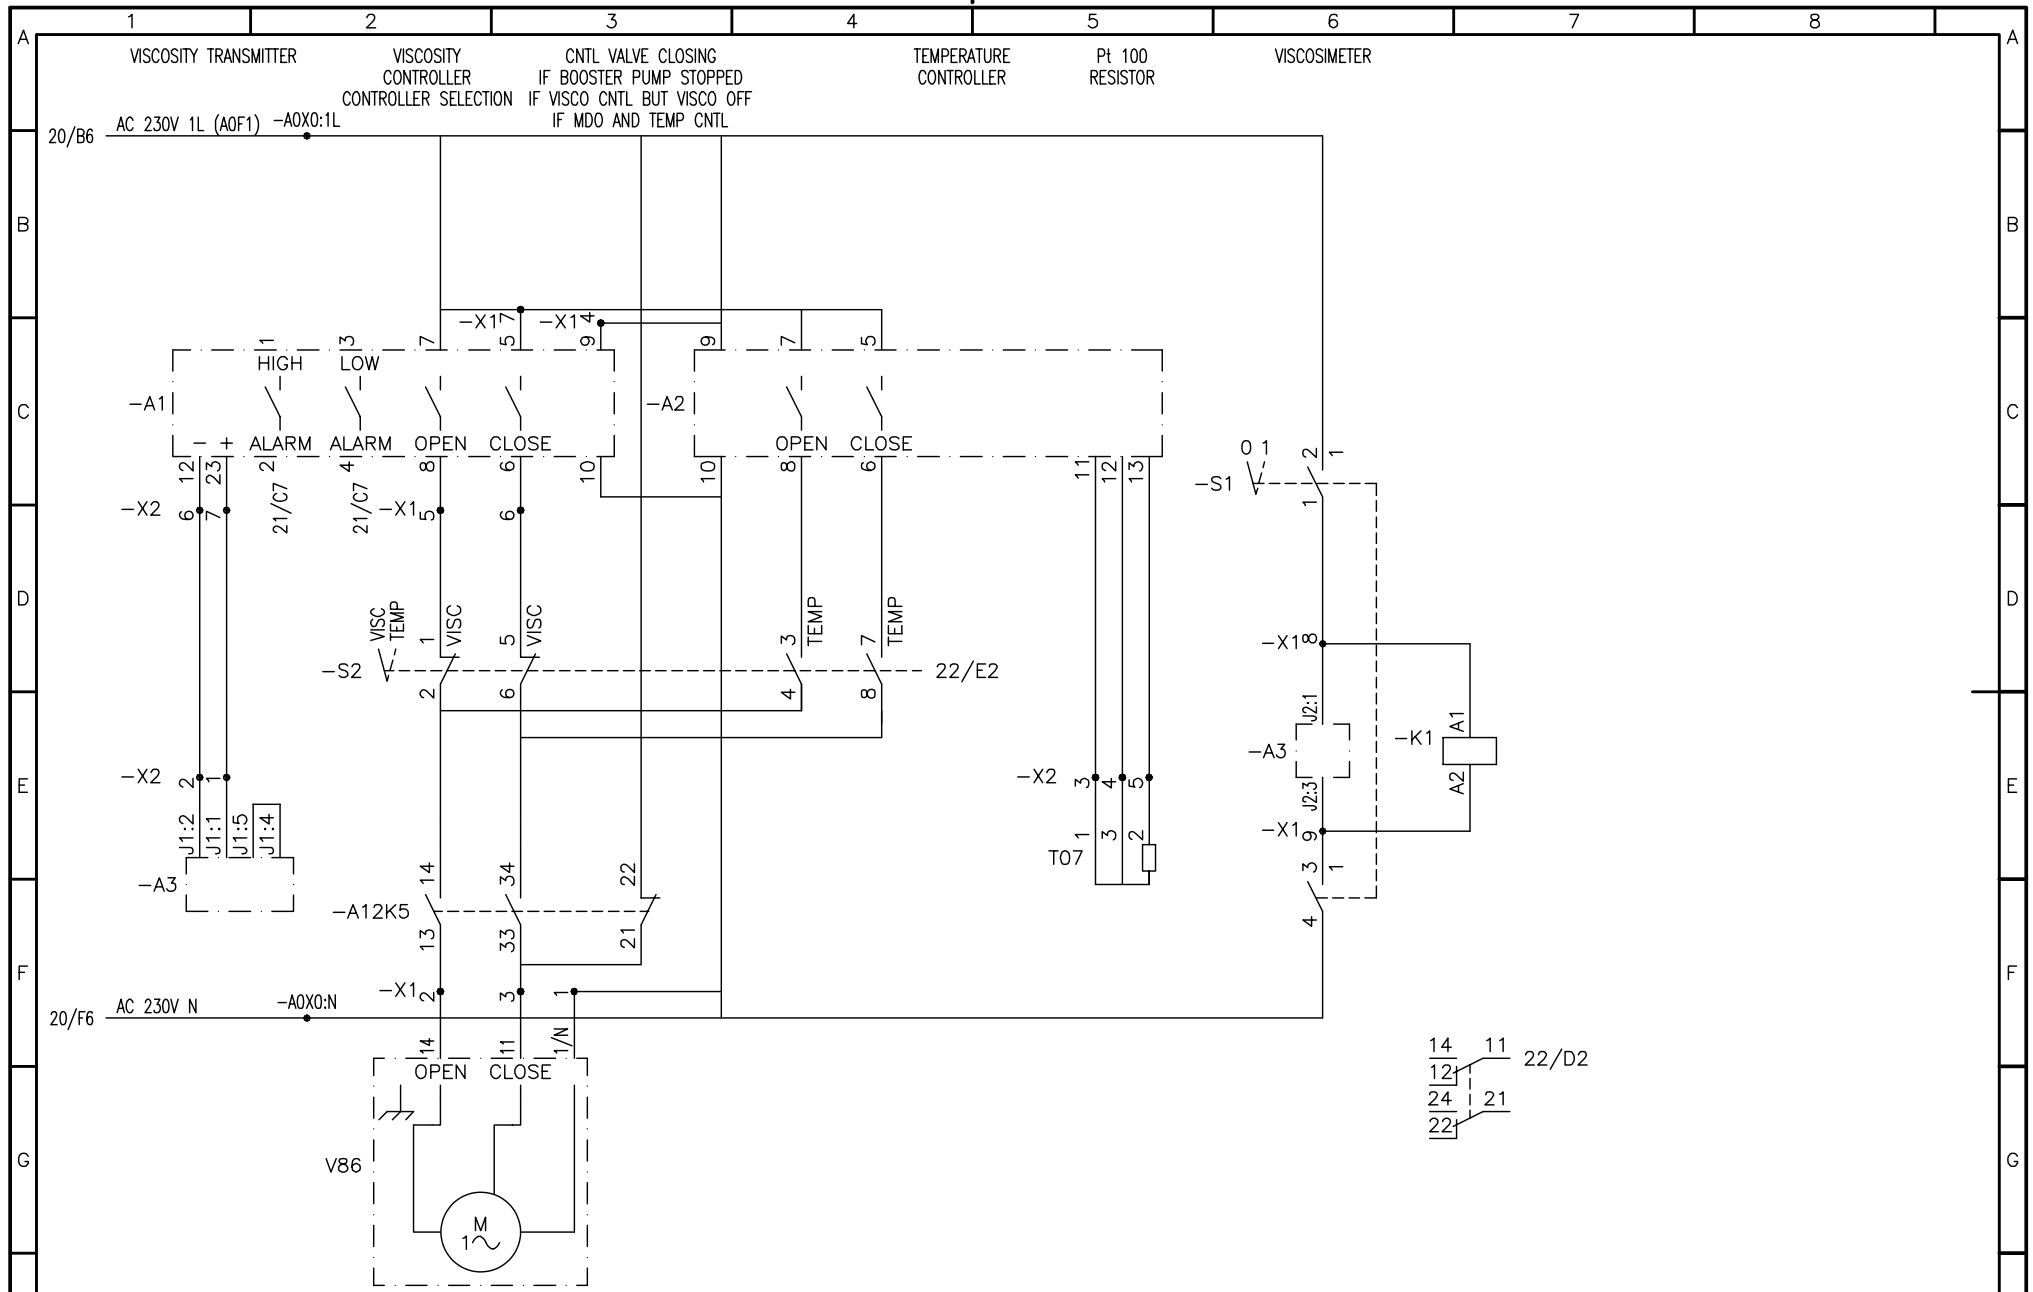 1 2 3 4 5 6 7 8
A A
VISCOSITY TRANSMITTER
VISCOSITY
CONTROLLER
CONTROLLER SELECTION
CNTL VALVE CLOSING
IF BOOSTER PUMP STOPPED
IF VISCO CNTL BUT VISCO OFF
IF MDO AND TEMP CNTL
TEMPERATURE
CONTROLLER
Pt 100
RESISTOR
VISCOSIMETER
20/B6 AC 230V 1L (A0F1) -A0X0:1L
B B
-X1 7 -X1 4
1 3 7 5 9 9 7 5
HIGH LOW
-A1 -A2
C C
- + ALARM ALARM OPEN CLOSE OPEN CLOSE
12 23 2 4 8 6 10 10 8 6 11 12 13
0 1
-S1 2 1
1
-X2 6 7 21/C7 21/C7 -X1 5 6
D D
VISC
TEMP
1 VISC 5 VISC 3 TEMP 7 TEMP
-S2 22/E2
2 6 4 8
-X1 8
J2:1
-A3 -K1 A1
A2
J2:3
-X1 9
E E
-X2 2 1 -X2 3 4 5
J1:2 J1:1 J1:5 J1:4
1 3 2
T07
-A3
14 34 22
-A12K5
13 33 21
3 1
4
F F
-X1 2 3 1
20/F6 AC 230V N -A0X0:N
14 11 1/N
OPEN CLOSE
14 11 22/D2
12
24 21
22
G G
V86
M
1